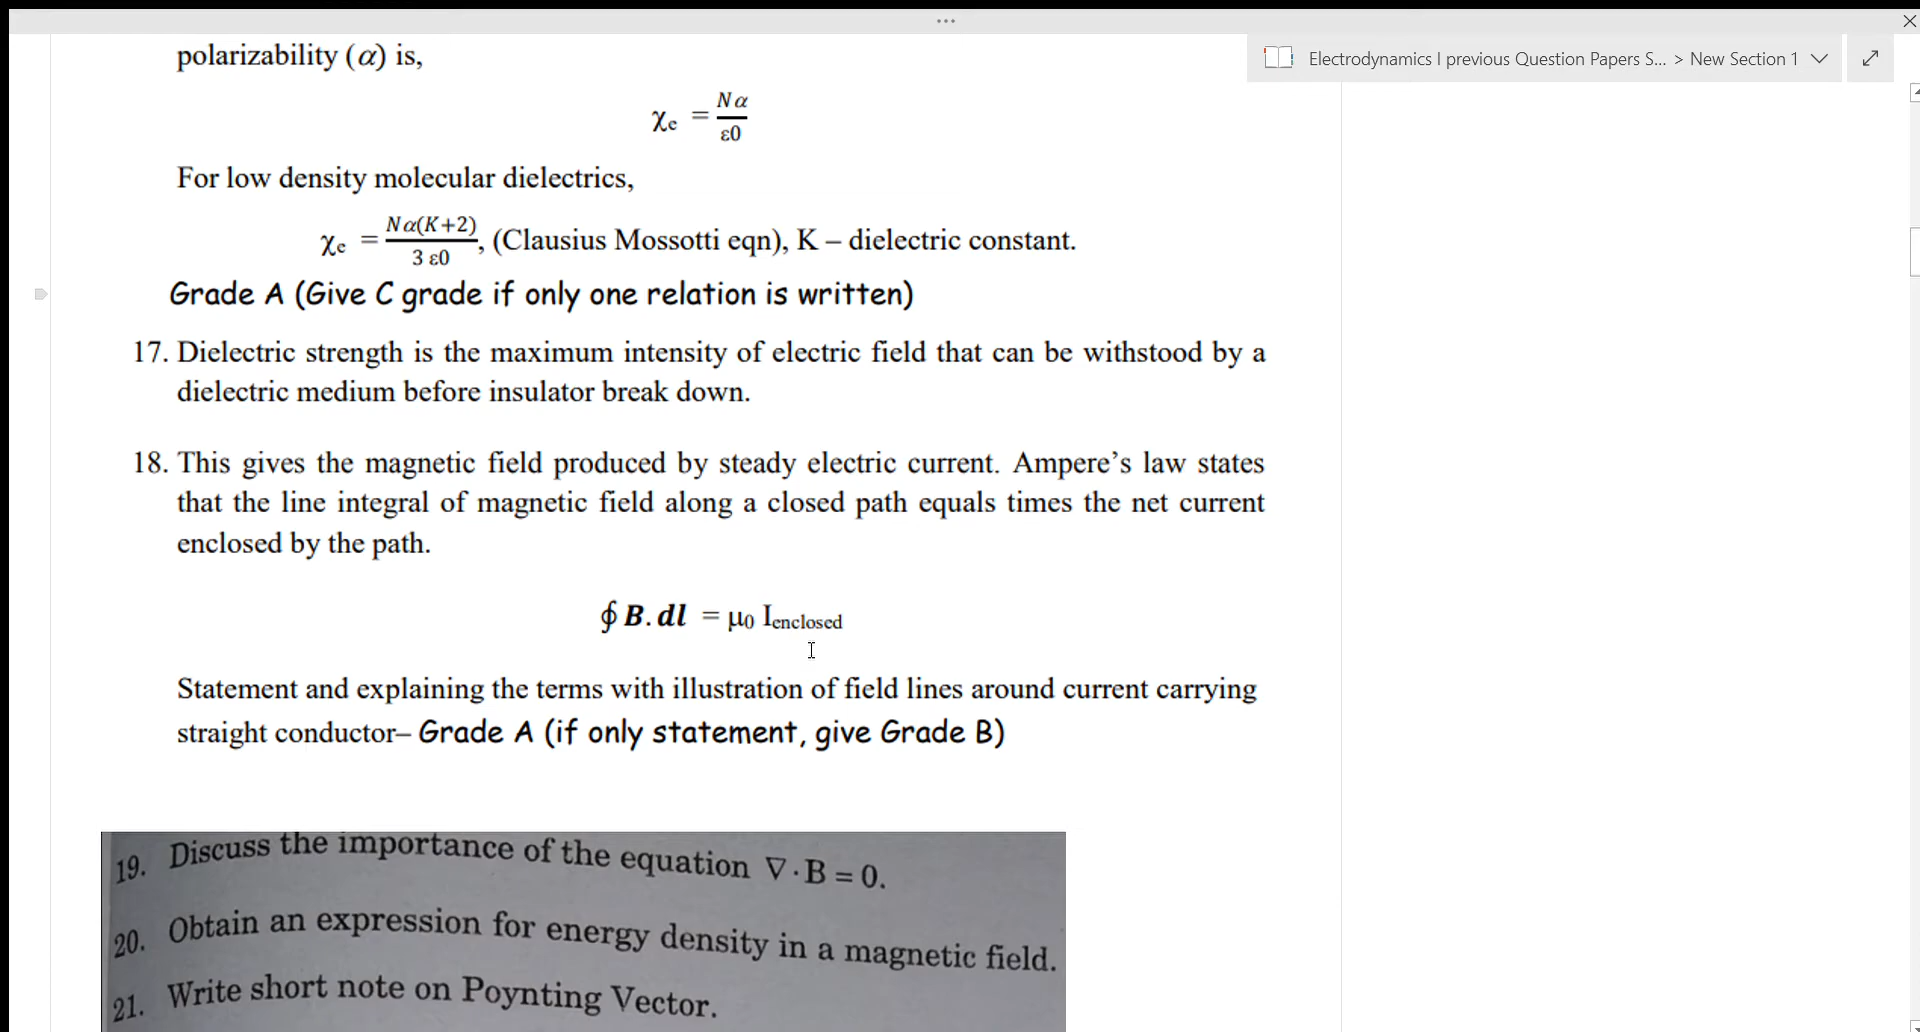 ...
Electrodynamics I previous Question Papers S... > New Section 1
polarizability (α) is,
χe = Nα / ε0
For low density molecular dielectrics,
χe = Nα(K+2) / 3 ε0, (Clausius Mossotti eqn), K – dielectric constant.
Grade A (Give C grade if only one relation is written)
17. Dielectric strength is the maximum intensity of electric field that can be withstood by a
dielectric medium before insulator break down.
18. This gives the magnetic field produced by steady electric current. Ampere's law states
that the line integral of magnetic field along a closed path equals times the net current
enclosed by the path.
∮ B. dl = μ0 Ienclosed
Statement and explaining the terms with illustration of field lines around current carrying
straight conductor– Grade A (if only statement, give Grade B)
19. Discuss the importance of the equation ∇ · B = 0.
20. Obtain an expression for energy density in a magnetic field.
21. Write short note on Poynting Vector.